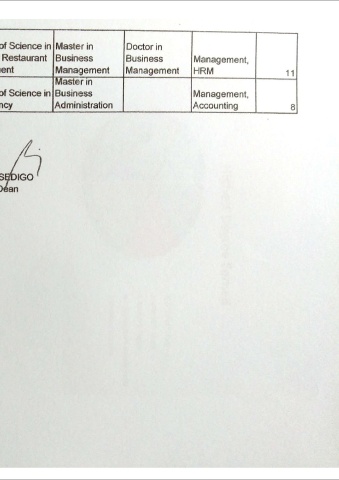 of Science in Master in Doctor in
Restaurant Business Business Management,
ent Management Management HRM 11
Master in
of Science in Business Management,
ncy Administration Accounting 8
SEDIGO
Dean